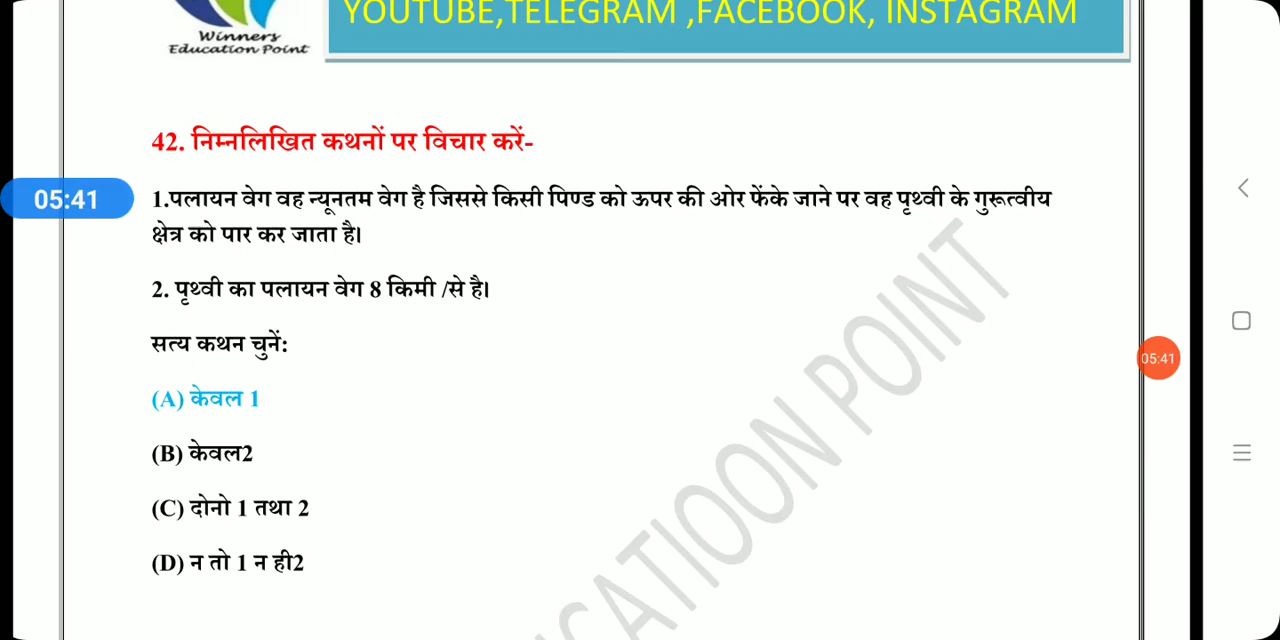 YOUTUBE,TELEGRAM ,FACEBOOK, INSTAGRAM
Winners
Education Point
42. निम्नलिखित कथनों पर विचार करें-
05:41
1.पलायन वेग वह न्यूनतम वेग है जिससे किसी पिण्ड को ऊपर की ओर फेंके जाने पर वह पृथ्वी के गुरूत्वीय
क्षेत्र को पार कर जाता है।
2. पृथ्वी का पलायन वेग 8 किमी /से है।
सत्य कथन चुनें:
05:41
(A) केवल 1
(B) केवल2
(C) दोनो 1 तथा 2
(D) न तो 1 न ही2
CATIOON POINT